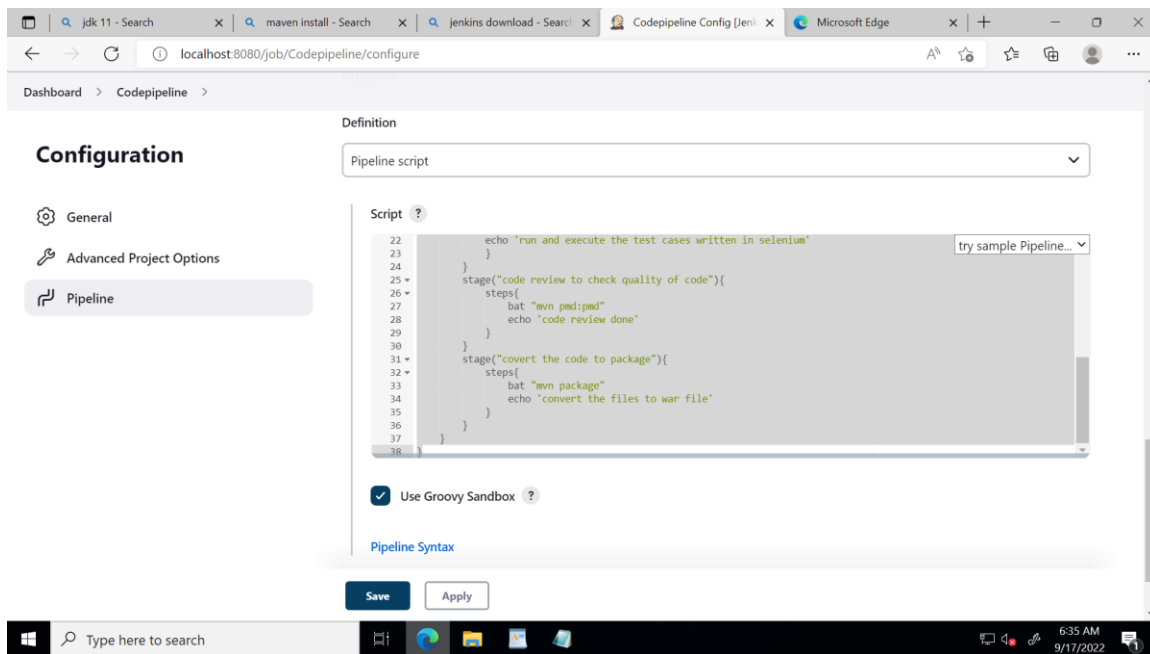 jdk 11 - Search
maven install - Search
jenkins download - Search
Codepipeline Config [Jenk
Microsoft Edge
localhost:8080/job/Codepipeline/configure
Dashboard > Codepipeline >
Configuration
General
Advanced Project Options
Pipeline
Definition
Pipeline script
Script ?
try sample Pipeline...
22 echo 'run and execute the test cases written in selenium'
23 }
24 }
25 stage("code review to check quality of code"){
26 steps{
27 bat "mvn pmd:pmd"
28 echo 'code review done'
29 }
30 }
31 stage("covert the code to package"){
32 steps{
33 bat "mvn package"
34 echo 'convert the files to war file'
35 }
36 }
37 }
38 }
Use Groovy Sandbox ?
Pipeline Syntax
Save
Apply
Type here to search
6:35 AM
9/17/2022
1